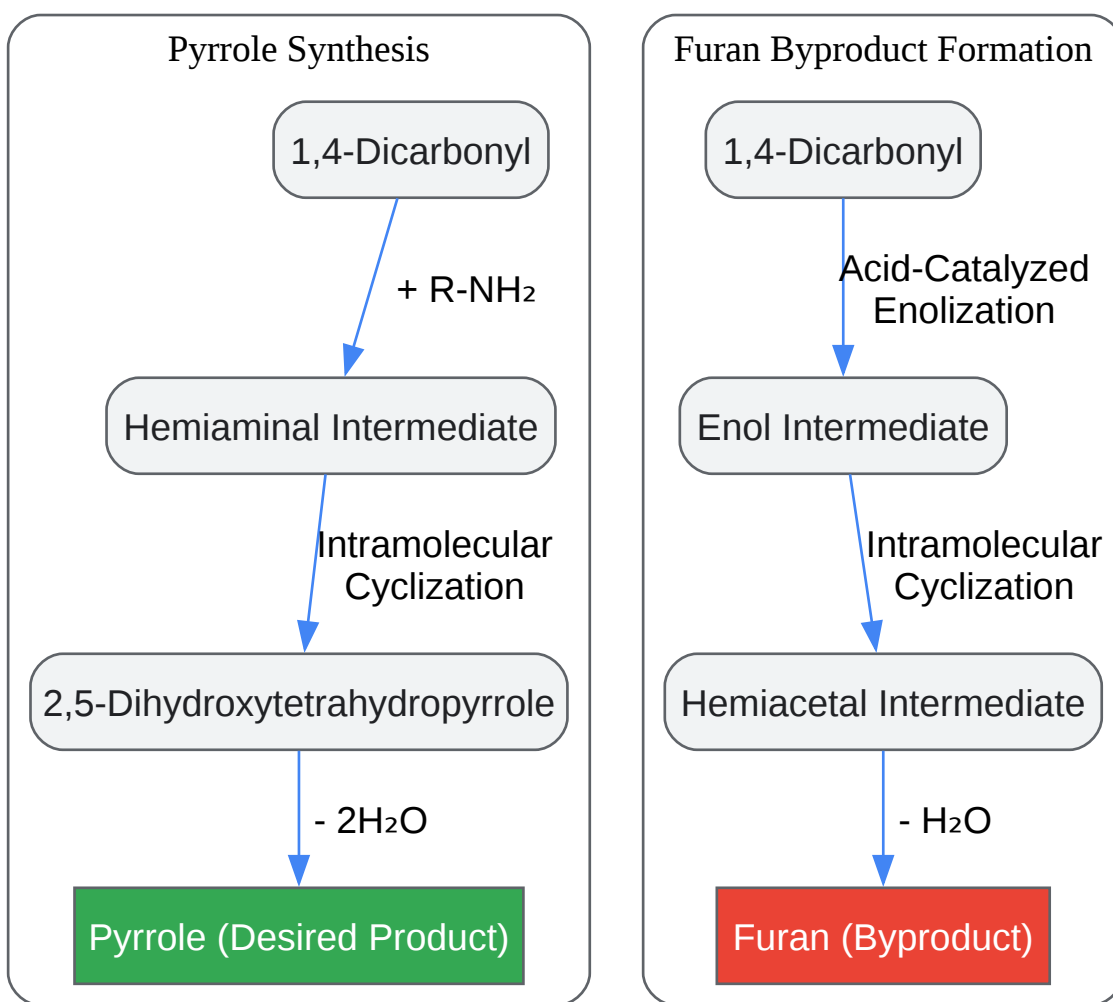 Pyrrole Synthesis
1,4-Dicarbonyl
+ R-NH₂
Hemiaminal Intermediate
Intramolecular
Cyclization
2,5-Dihydroxytetrahydropyrrole
- 2H₂O
Pyrrole (Desired Product)
Furan Byproduct Formation
1,4-Dicarbonyl
Acid-Catalyzed
Enolization
Enol Intermediate
Intramolecular
Cyclization
Hemiacetal Intermediate
- H₂O
Furan (Byproduct)